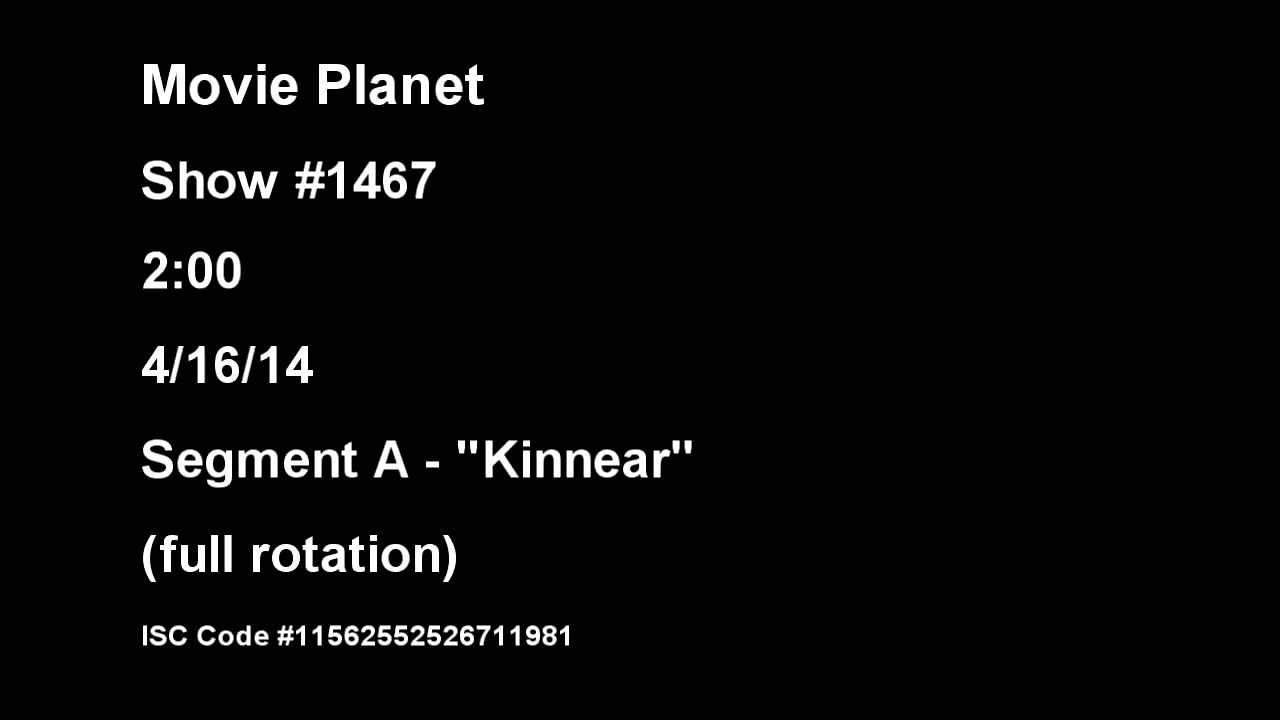 Movie Planet
Show #1467
2:00
4/16/14
Segment A - "Kinnear"
(full rotation)
ISC Code #11562552526711981